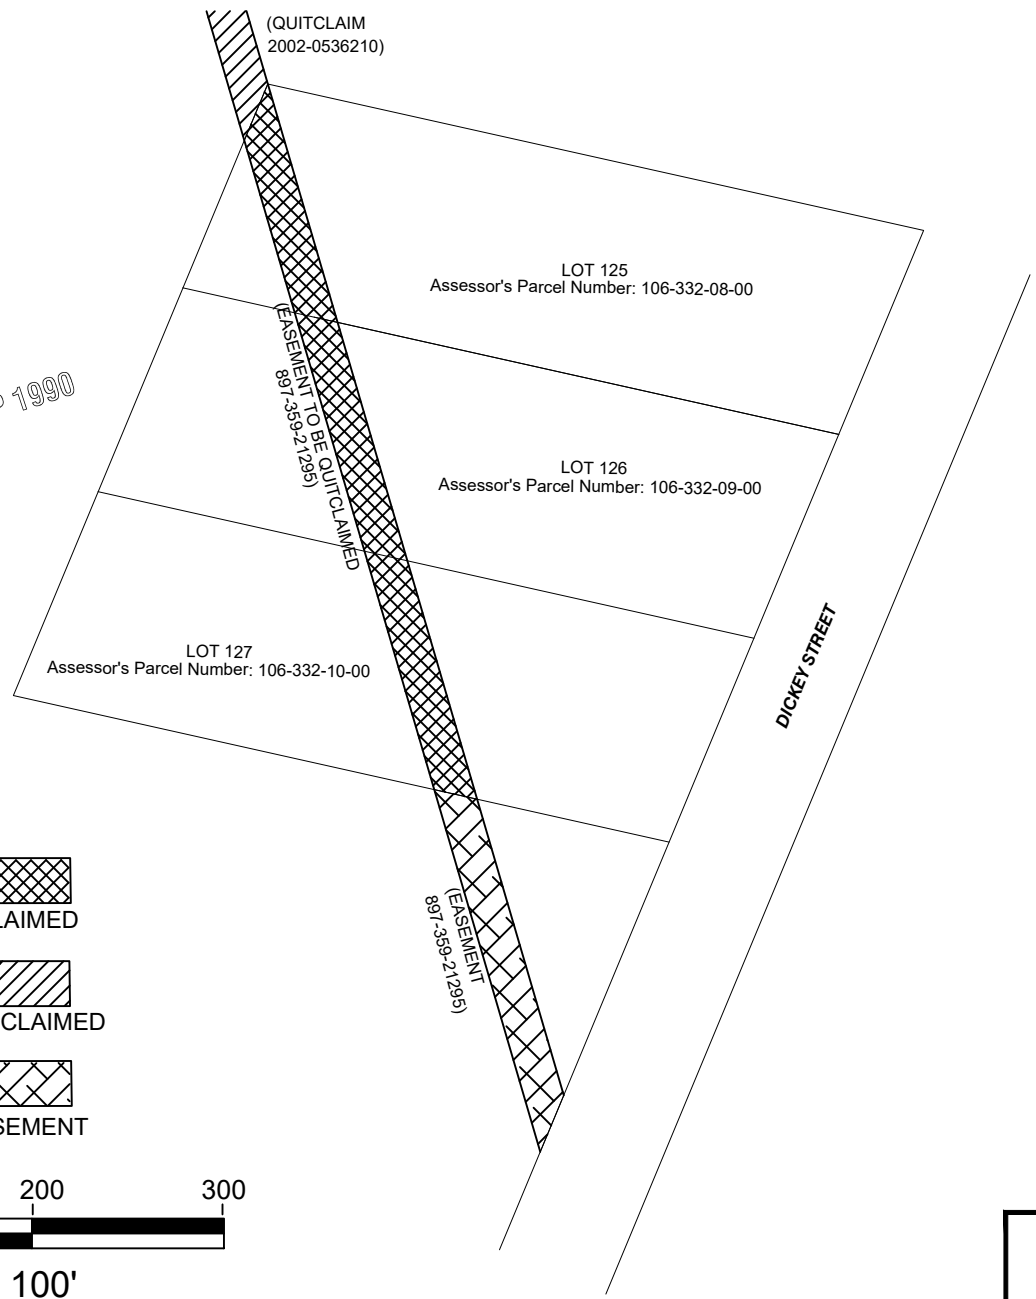 (QUITCLAIM
2002-0536210)
LOT 125
Assessor's Parcel Number: 106-332-08-00
(EASEMENT TO BE QUITCLAIMED
897-359-21295)
1990
LOT 126
Assessor's Parcel Number: 106-332-09-00
DICKEY STREET
LOT 127
Assessor's Parcel Number: 106-332-10-00
(EASEMENT
897-359-21295)
LAIMED
CLAIMED
SEMENT
200 300
100'